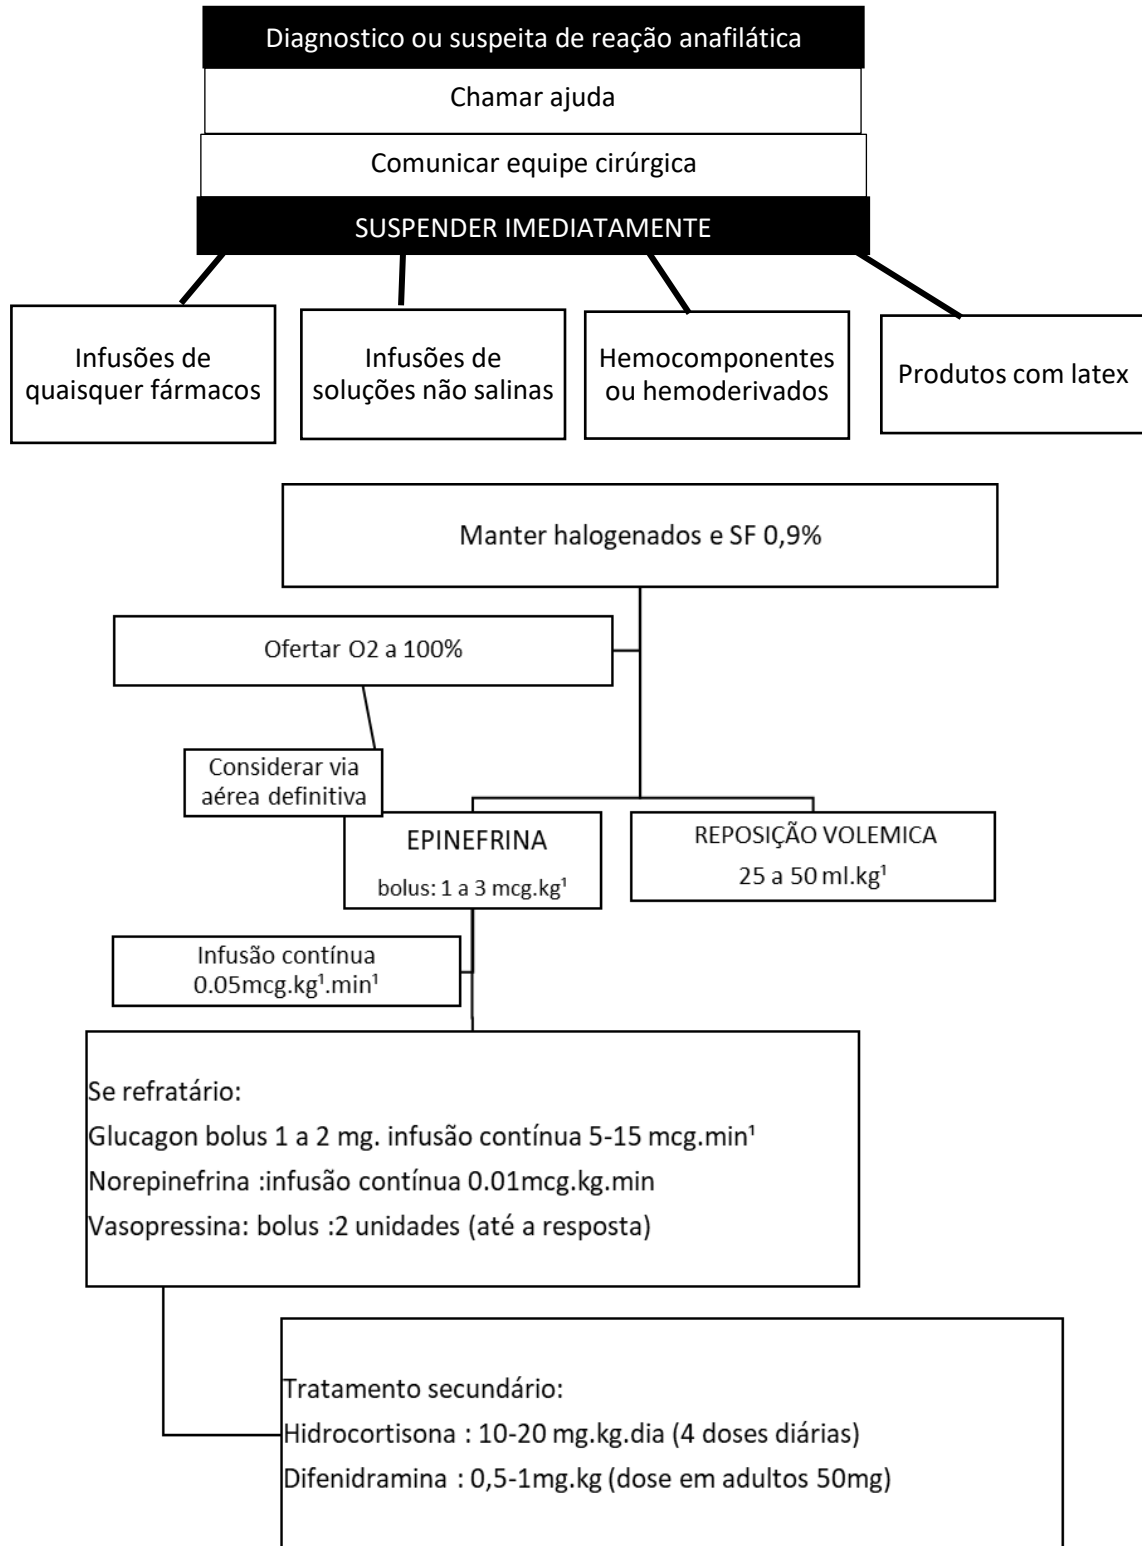 Diagnostico ou suspeita de reação anafilática
Chamar ajuda
Comunicar equipe cirúrgica
SUSPENDER IMEDIATAMENTE
Infusões de
quaisquer fármacos
Infusões de
soluções não salinas
Hemocomponentes
ou hemoderivados
Produtos com latex
Manter halogenados e SF 0,9%
Ofertar O2 a 100%
Considerar via
aérea definitiva
EPINEFRINA
bolus: 1 a 3 mcg.kg¹
REPOSIÇÃO VOLEMICA
25 a 50 ml.kg¹
Infusão contínua
0.05mcg.kg¹.min¹
Se refratário:
Glucagon bolus 1 a 2 mg. infusão contínua 5-15 mcg.min¹
Norepinefrina :infusão contínua 0.01mcg.kg.min
Vasopressina: bolus :2 unidades (até a resposta)
Tratamento secundário:
Hidrocortisona : 10-20 mg.kg.dia (4 doses diárias)
Difenidramina : 0,5-1mg.kg (dose em adultos 50mg)